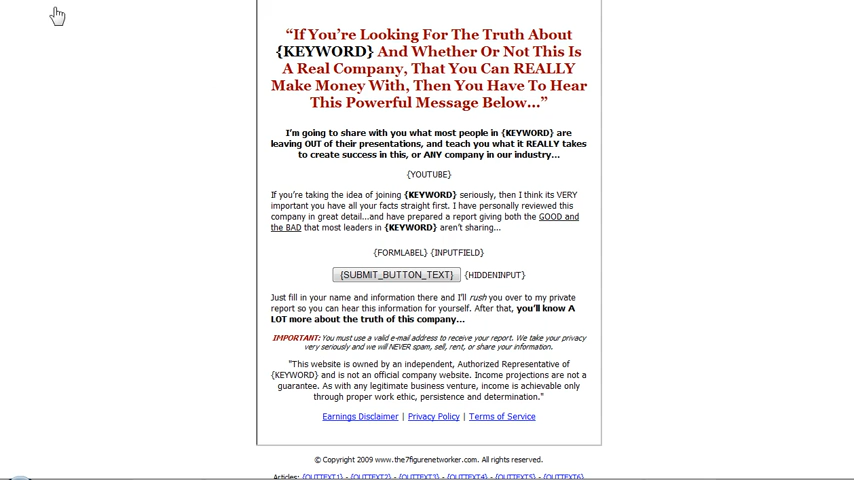 “If You’re Looking For The Truth About
{KEYWORD} And Whether Or Not This Is
A Real Company, That You Can REALLY
Make Money With, Then You Have To Hear
This Powerful Message Below...”
I’m going to share with you what most people in {KEYWORD} are
leaving OUT of their presentations, and teach you what it REALLY takes
to create success in this, or ANY company in our industry...
{YOUTUBE}
If you’re taking the idea of joining {KEYWORD} seriously, then I think its VERY
important you have all your facts straight first. I have personally reviewed this
company in great detail...and have prepared a report giving both the GOOD and
the BAD that most leaders in {KEYWORD} aren’t sharing...
{FORMLABEL} {INPUTFIELD}
{SUBMIT_BUTTON_TEXT} {HIDDENINPUT}
Just fill in your name and information there and I’ll rush you over to my private
report so you can hear this information for yourself. After that, you’ll know A
LOT more about the truth of this company...
IMPORTANT: You must use a valid e-mail address to receive your report. We take your privacy
very seriously and we will NEVER spam, sell, rent, or share your information.
"This website is owned by an independent, Authorized Representative of
{KEYWORD} and is not an official company website. Income projections are not a
guarantee. As with any legitimate business venture, income is achievable only
through proper work ethic, persistence and determination."
Earnings Disclaimer | Privacy Policy | Terms of Service
© Copyright 2009 www.the7figurenetworker.com. All rights reserved.
Articles: {OUTTEXT1} - {OUTTEXT2} - {OUTTEXT3} - {OUTTEXT4} - {OUTTEXT5} - {OUTTEXT6}